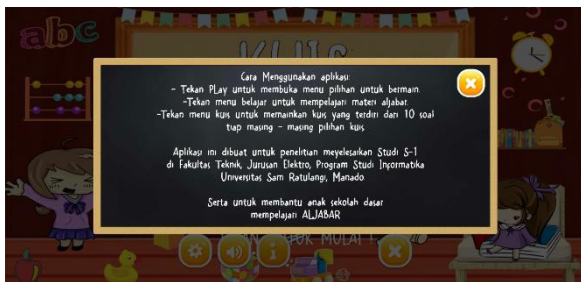 abc
KUIS
Cara Menggunakan aplikasi:
- Tekan PLay untuk membuka menu pilihan untuk bermain.
-Tekan menu belajar untuk mempelajari materi aljabar.
-Tekan menu kuis untuk memainkan kuis yang terdiri dari 10 soal
tiap masing - masing pilihan kuis
Aplikasi ini dibuat untuk penelitian meyelesaikan Studi S-1
di Fakultas Teknik, Jurusan Elektro, Program Studi Informatika
Universitas Sam Ratulangi, Manado.
Serta untuk membantu anak sekolah dasar
mempelajari ALJABAR
MULAI !